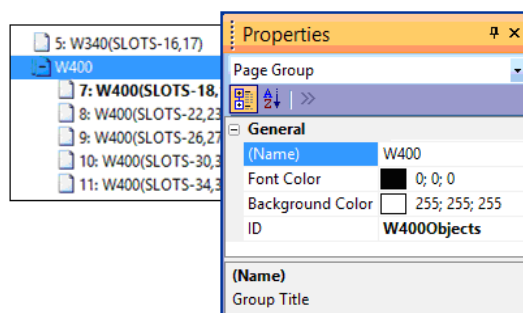 5: W340(SLOTS-16,17)
W400
7: W400(SLOTS-18,
8: W400(SLOTS-22,23
9: W400(SLOTS-26,27
10: W400(SLOTS-30,3
11: W400(SLOTS-34,3
Properties
Page Group
General
(Name) W400
Font Color 0; 0; 0
Background Color 255; 255; 255
ID W400Objects
(Name)
Group Title